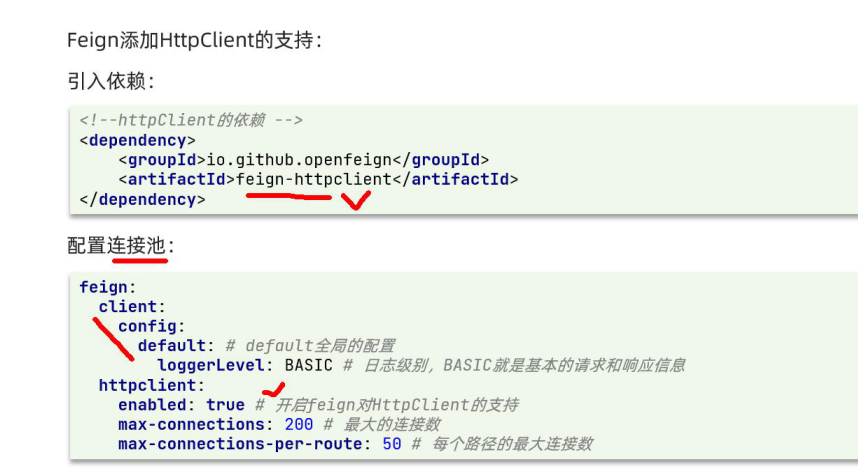 Feign添加HttpClient的支持：
引入依赖：
<!--httpClient的依赖 -->
<dependency>
    <groupId>io.github.openfeign</groupId>
    <artifactId>feign-httpclient</artifactId>
</dependency>
配置连接池：
feign:
  client:
    config:
      default: # default全局的配置
        loggerLevel: BASIC # 日志级别，BASIC就是基本的请求和响应信息
  httpclient:
    enabled: true # 开启feign对HttpClient的支持
    max-connections: 200 # 最大的连接数
    max-connections-per-route: 50 # 每个路径的最大连接数